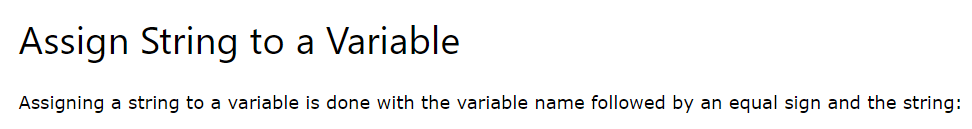 Assign String to a Variable
Assigning a string to a variable is done with the variable name followed by an equal sign and the string: